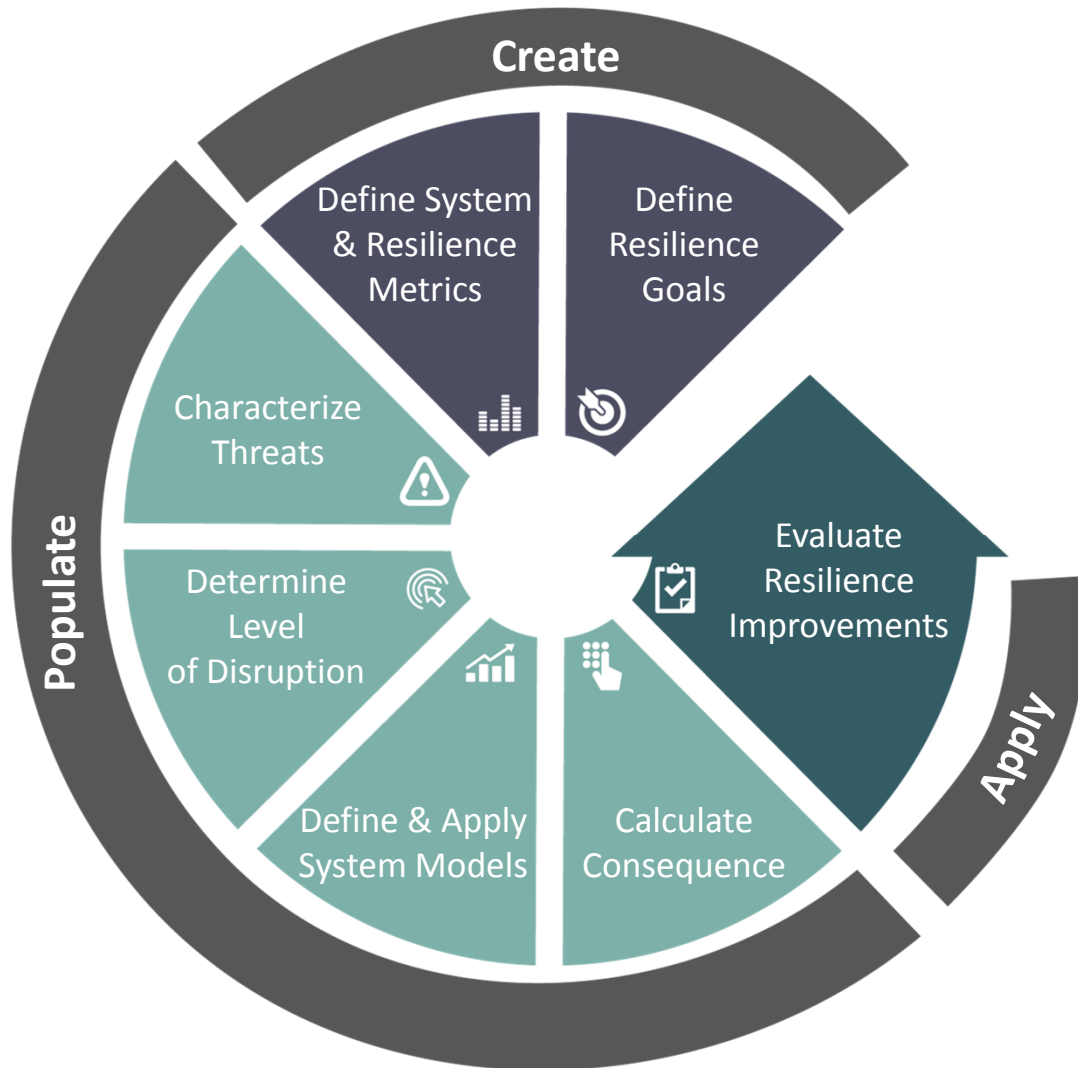 Create
Define System
& Resilience
Metrics
Define
Resilience
Goals
Characterize
Threats
Populate
Determine
Level
of Disruption
Evaluate
Resilience
Improvements
Apply
Define & Apply
System Models
Calculate
Consequence